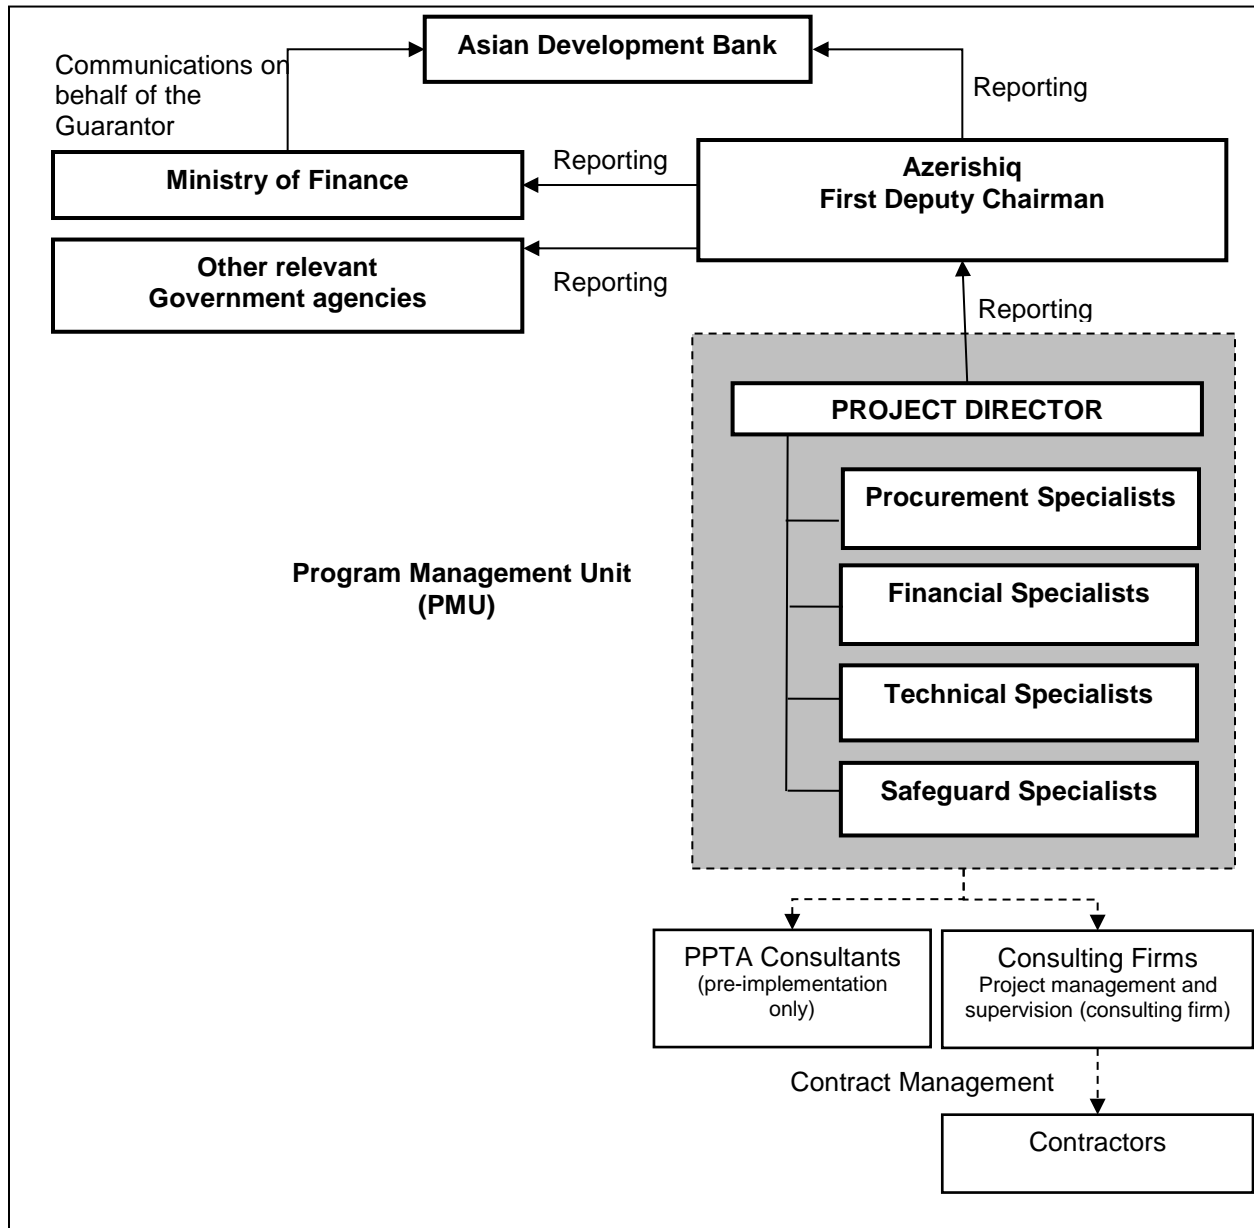 Asian Development Bank
Communications on
behalf of the
Guarantor
Reporting
Ministry of Finance
Reporting
Azerishiq
First Deputy Chairman
Other relevant
Government agencies
Reporting
Reporting
PROJECT DIRECTOR
Procurement Specialists
Program Management Unit
(PMU)
Financial Specialists
Technical Specialists
Safeguard Specialists
PPTA Consultants
(pre-implementation
only)
Consulting Firms
Project management and
supervision (consulting firm)
Contract Management
Contractors